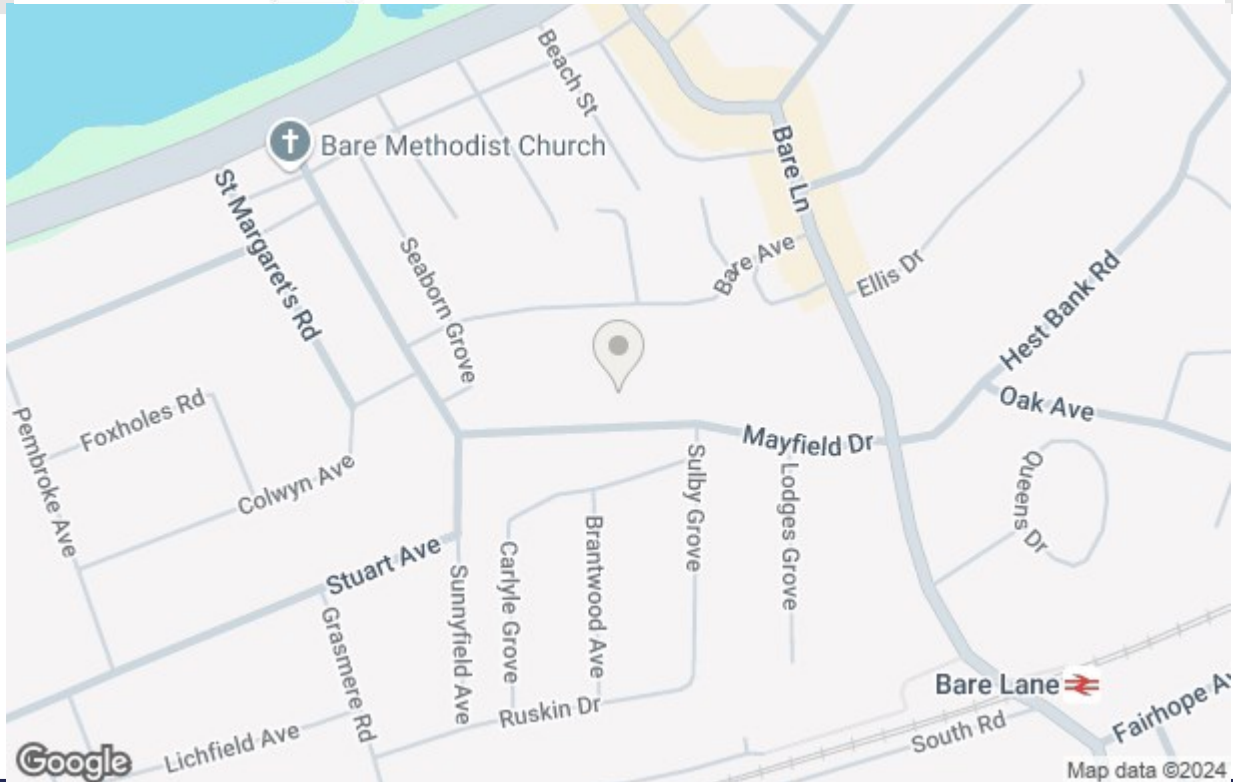 Beach St
Bare Methodist Church
Bare Ln
St Margaret's Rd
Seaborn Grove
Bare Ave
Ellis Dr
Hest Bank Rd
Oak Ave
Foxholes Rd
Pembroke Ave
Colwyn Ave
Mayfield Dr
Sulby Grove
Lodges Grove
Queens Dr
Stuart Ave
Sunnyfield Ave
Carlyle Grove
Brantwood Ave
Grasmere Rd
Ruskin Dr
Lichfield Ave
Bare Lane
South Rd
Fairhope Av
Google
Map data ©2024